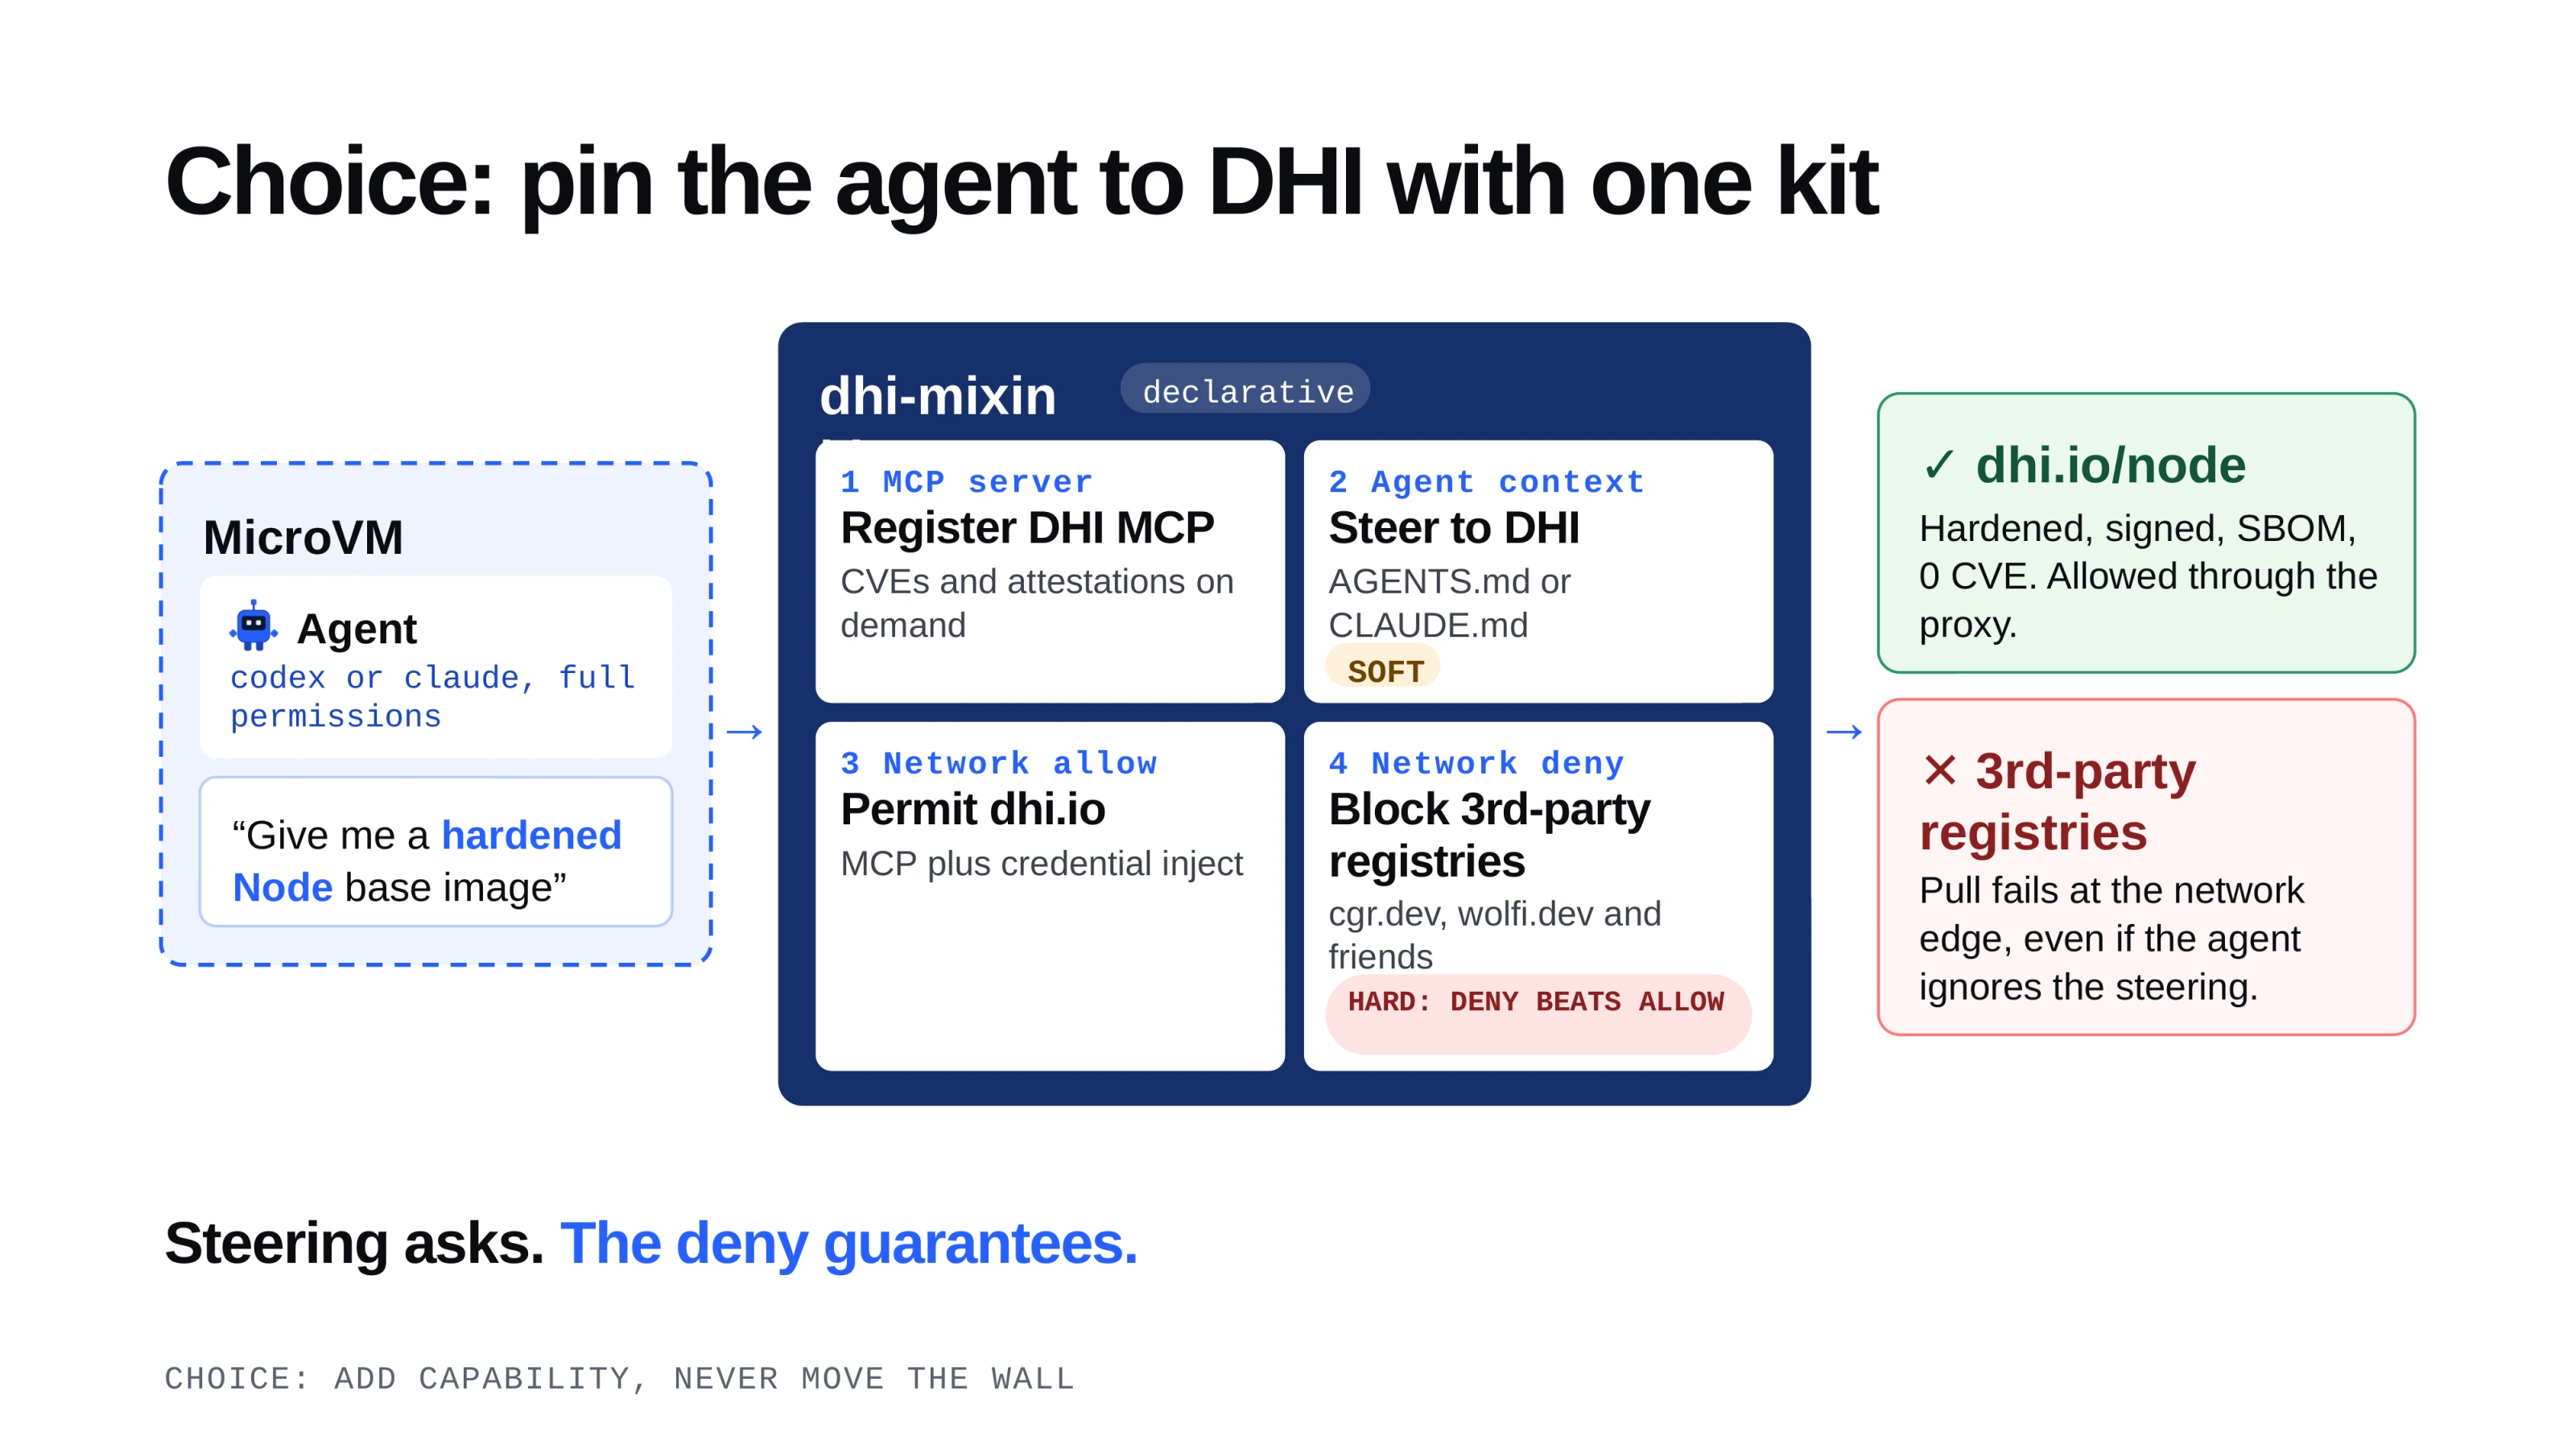 Choice: pin the agent to DHI with one kit
MicroVM
Agent
codex or claude, full
permissions
“Give me a hardened
Node base image”
→
dhi-mixin
declarative
1 MCP server
Register DHI MCP
CVEs and attestations on
demand
2 Agent context
Steer to DHI
AGENTS.md or
CLAUDE.md
SOFT
3 Network allow
Permit dhi.io
MCP plus credential inject
4 Network deny
Block 3rd-party
registries
cgr.dev, wolfi.dev and
friends
HARD: DENY BEATS ALLOW
→
✓ dhi.io/node
Hardened, signed, SBOM,
0 CVE. Allowed through the
proxy.
✕ 3rd-party
registries
Pull fails at the network
edge, even if the agent
ignores the steering.
Steering asks. The deny guarantees.
CHOICE: ADD CAPABILITY, NEVER MOVE THE WALL